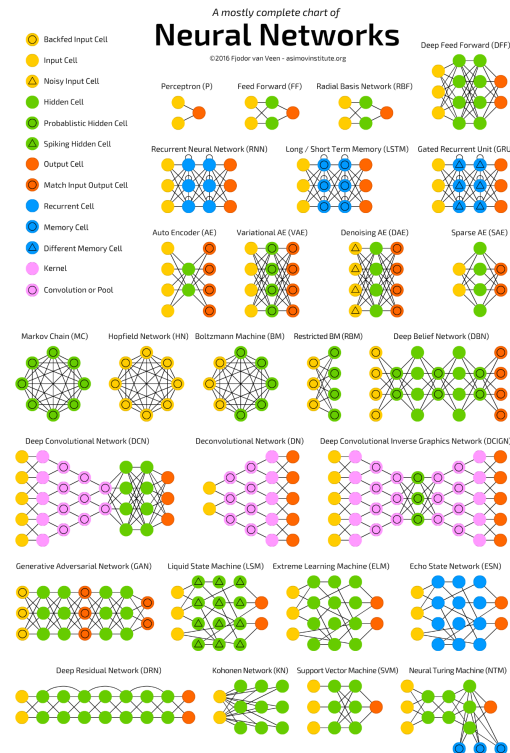 A mostly complete chart of
Neural Networks
©2016 Fjodor van Veen - asimovinstitute.org
Backfed Input Cell
Input Cell
Noisy Input Cell
Hidden Cell
Probablistic Hidden Cell
Spiking Hidden Cell
Output Cell
Match Input Output Cell
Recurrent Cell
Memory Cell
Different Memory Cell
Kernel
Convolution or Pool
Deep Feed Forward (DFF)
Perceptron (P)
Feed Forward (FF)
Radial Basis Network (RBF)
Recurrent Neural Network (RNN)
Long / Short Term Memory (LSTM)
Gated Recurrent Unit (GRU
Auto Encoder (AE)
Variational AE (VAE)
Denoising AE (DAE)
Sparse AE (SAE)
Markov Chain (MC)
Hopfield Network (HN)
Boltzmann Machine (BM)
Restricted BM (RBM)
Deep Belief Network (DBN)
Deep Convolutional Network (DCN)
Deconvolutional Network (DN)
Deep Convolutional Inverse Graphics Network (DCIGN)
Generative Adversarial Network (GAN)
Liquid State Machine (LSM)
Extreme Learning Machine (ELM)
Echo State Network (ESN)
Deep Residual Network (DRN)
Kohonen Network (KN)
Support Vector Machine (SVM)
Neural Turing Machine (NTM)